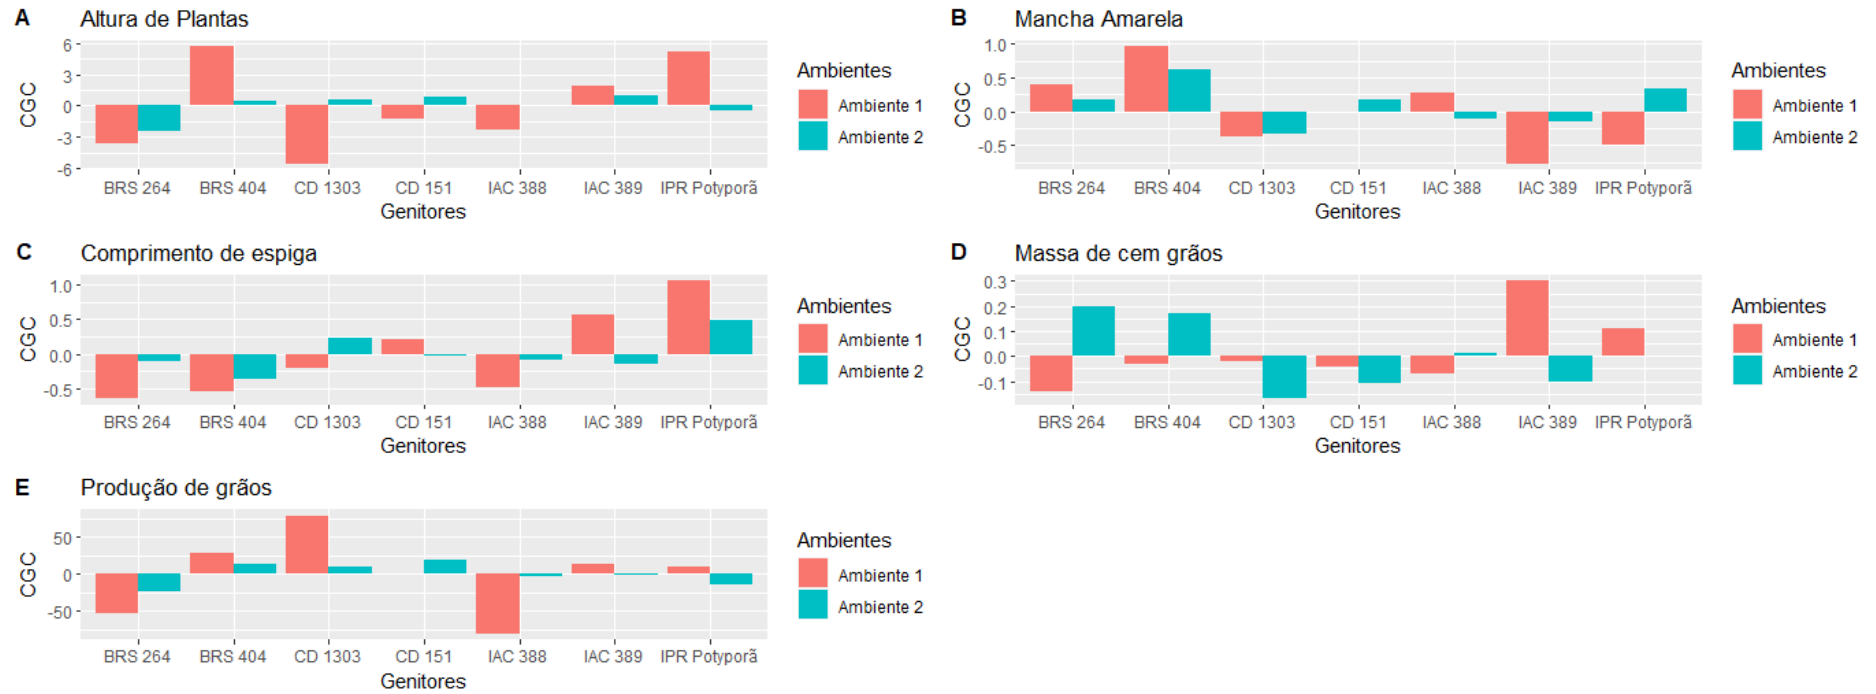 A Altura de Plantas
CGC
6
3
0
-3
-6
BRS 264 BRS 404 CD 1303 CD 151 IAC 388 IAC 389 IPR Potyporã
Genitores
Ambientes
Ambiente 1
Ambiente 2
B Mancha Amarela
CGC
1.0
0.5
0.0
-0.5
BRS 264 BRS 404 CD 1303 CD 151 IAC 388 IAC 389 IPR Potyporã
Genitores
Ambientes
Ambiente 1
Ambiente 2
C Comprimento de espiga
CGC
1.0
0.5
0.0
-0.5
BRS 264 BRS 404 CD 1303 CD 151 IAC 388 IAC 389 IPR Potyporã
Genitores
Ambientes
Ambiente 1
Ambiente 2
D Massa de cem grãos
CGC
0.3
0.2
0.1
0.0
-0.1
BRS 264 BRS 404 CD 1303 CD 151 IAC 388 IAC 389 IPR Potyporã
Genitores
Ambientes
Ambiente 1
Ambiente 2
E Produção de grãos
CGC
50
0
-50
BRS 264 BRS 404 CD 1303 CD 151 IAC 388 IAC 389 IPR Potyporã
Genitores
Ambientes
Ambiente 1
Ambiente 2